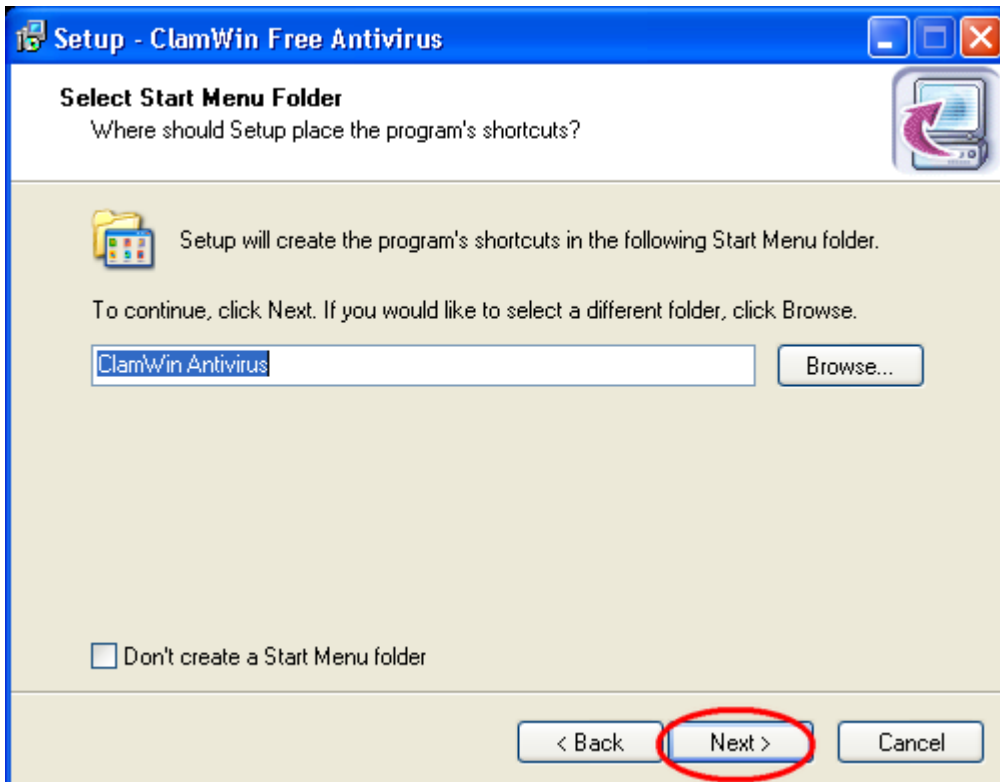 Setup - ClamWin Free Antivirus
Select Start Menu Folder
Where should Setup place the program's shortcuts?
Setup will create the program's shortcuts in the following Start Menu folder.
To continue, click Next. If you would like to select a different folder, click Browse.
ClamWin Antivirus
Browse...
Don't create a Start Menu folder
< Back
Next >
Cancel